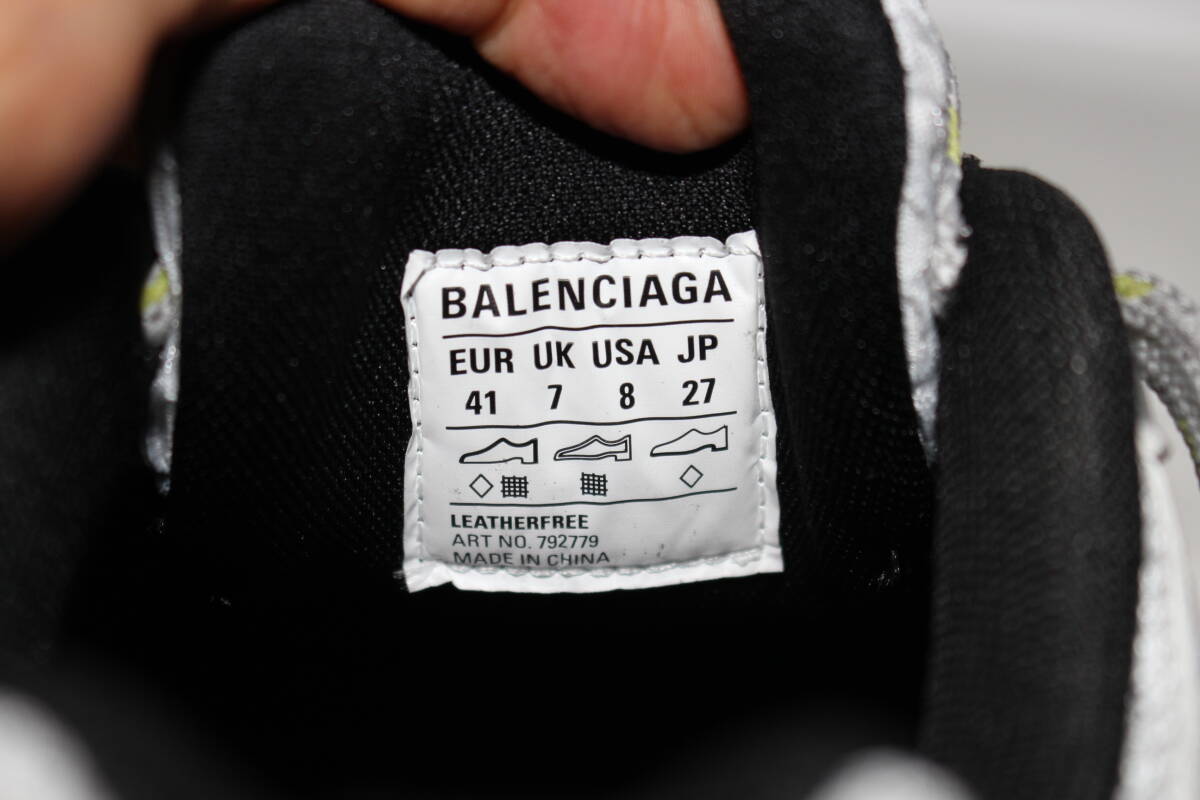 BALENCIAGA
EUR UK USA JP
41 7 8 27
LEATHERFREE
ART NO. 792779
MADE IN CHINA